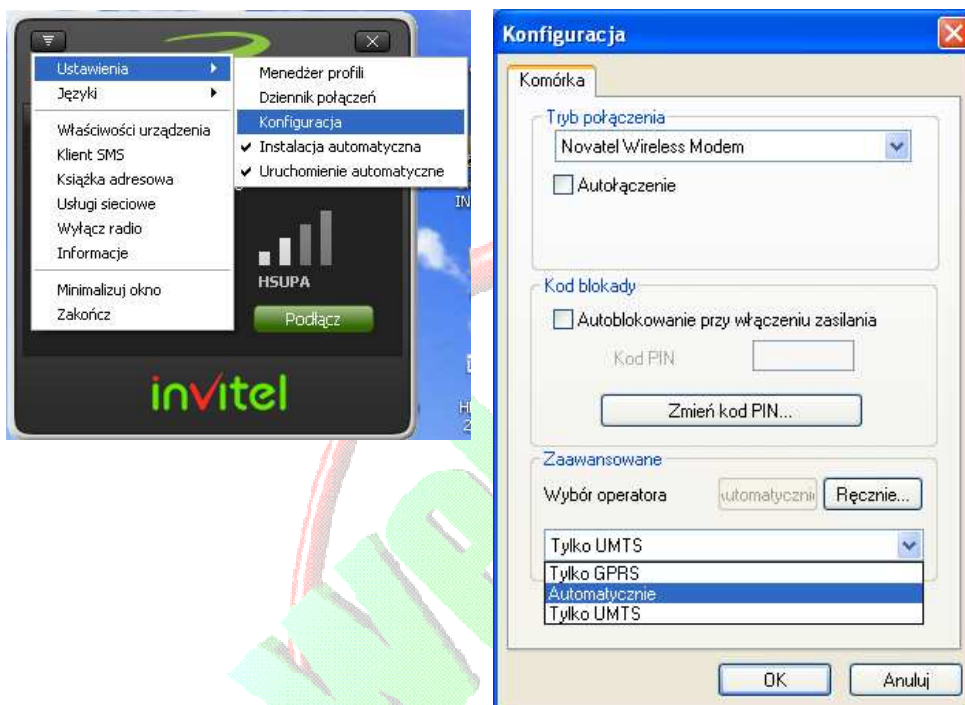 Ustawienia
Języki
Właściwości urządzenia
Klient SMS
Książka adresowa
Usługi sieciowe
Wyłącz radio
Informacje
Minimalizuj okno
Zakończ
Menedżer profili
Dziennik połączeń
Konfiguracja
Instalacja automatyczna
Uruchomienie automatyczne
HSUPA
Podłącz
invitel
Konfiguracja
Komórka
Tryb połączenia
Novatel Wireless Modem
Autołączenie
Kod blokady
Autoblokowanie przy włączeniu zasilania
Kod PIN
Zmień kod PIN...
Zaawansowane
Wybór operatora Ręcznie...
Tylko UMTS
Tylko GPRS
Automatycznie
Tylko UMTS
OK Anuluj